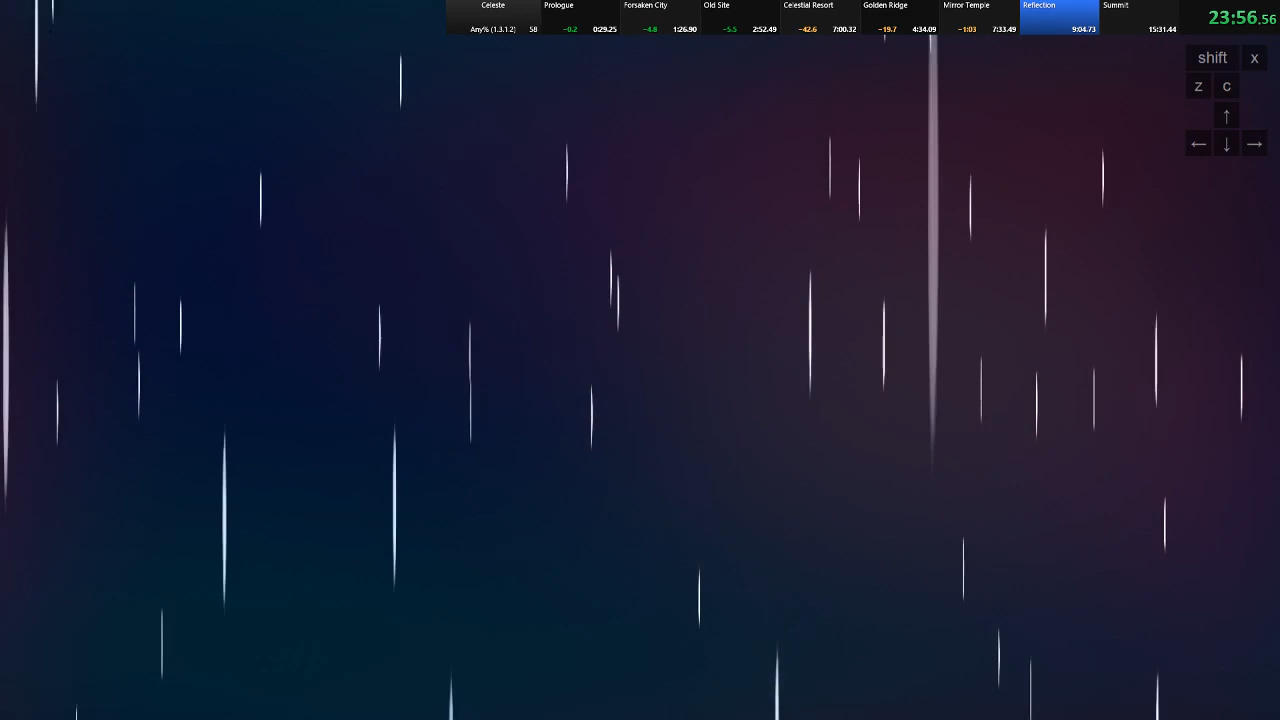 Celeste
Any% (1.3.1.2) 58
Prologue
−0.2 0:29.25
Forsaken City
−4.8 1:26.90
Old Site
−5.5 2:52.49
Celestial Resort
−42.6 7:00.32
Golden Ridge
−19.7 4:34.09
Mirror Temple
−1:03 7:33.49
Reflection
9:04.73
Summit
15:31.44
23:56.56
shift x
z c
↑
← ↓ →